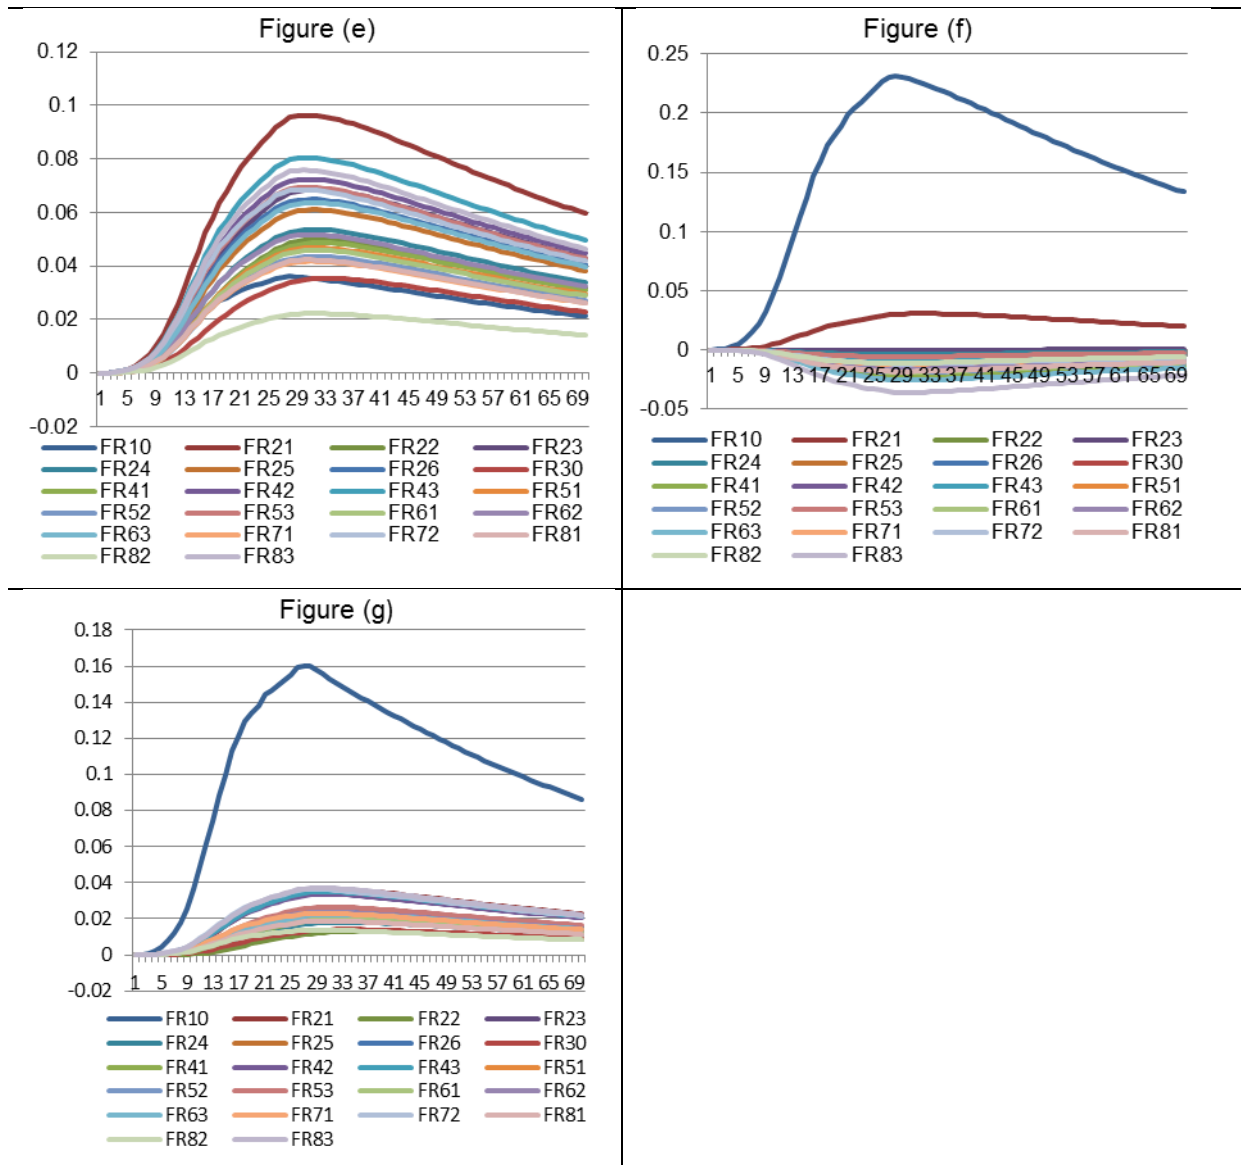 Figure (e)
0.12
0.1
0.08
0.06
0.04
0.02
0
-0.02
1 5 9 13 17 21 25 29 33 37 41 45 49 53 57 61 65 69
FR10 FR21 FR22 FR23
FR24 FR25 FR26 FR30
FR41 FR42 FR43 FR51
FR52 FR53 FR61 FR62
FR63 FR71 FR72 FR81
FR82 FR83
Figure (f)
0.25
0.2
0.15
0.1
0.05
0
-0.05
1 5 9 13 17 21 25 29 33 37 41 45 49 53 57 61 65 69
FR10 FR21 FR22 FR23
FR24 FR25 FR26 FR30
FR41 FR42 FR43 FR51
FR52 FR53 FR61 FR62
FR63 FR71 FR72 FR81
FR82 FR83
Figure (g)
0.18
0.16
0.14
0.12
0.1
0.08
0.06
0.04
0.02
0
-0.02
1 5 9 13 17 21 25 29 33 37 41 45 49 53 57 61 65 69
FR10 FR21 FR22 FR23
FR24 FR25 FR26 FR30
FR41 FR42 FR43 FR51
FR52 FR53 FR61 FR62
FR63 FR71 FR72 FR81
FR82 FR83